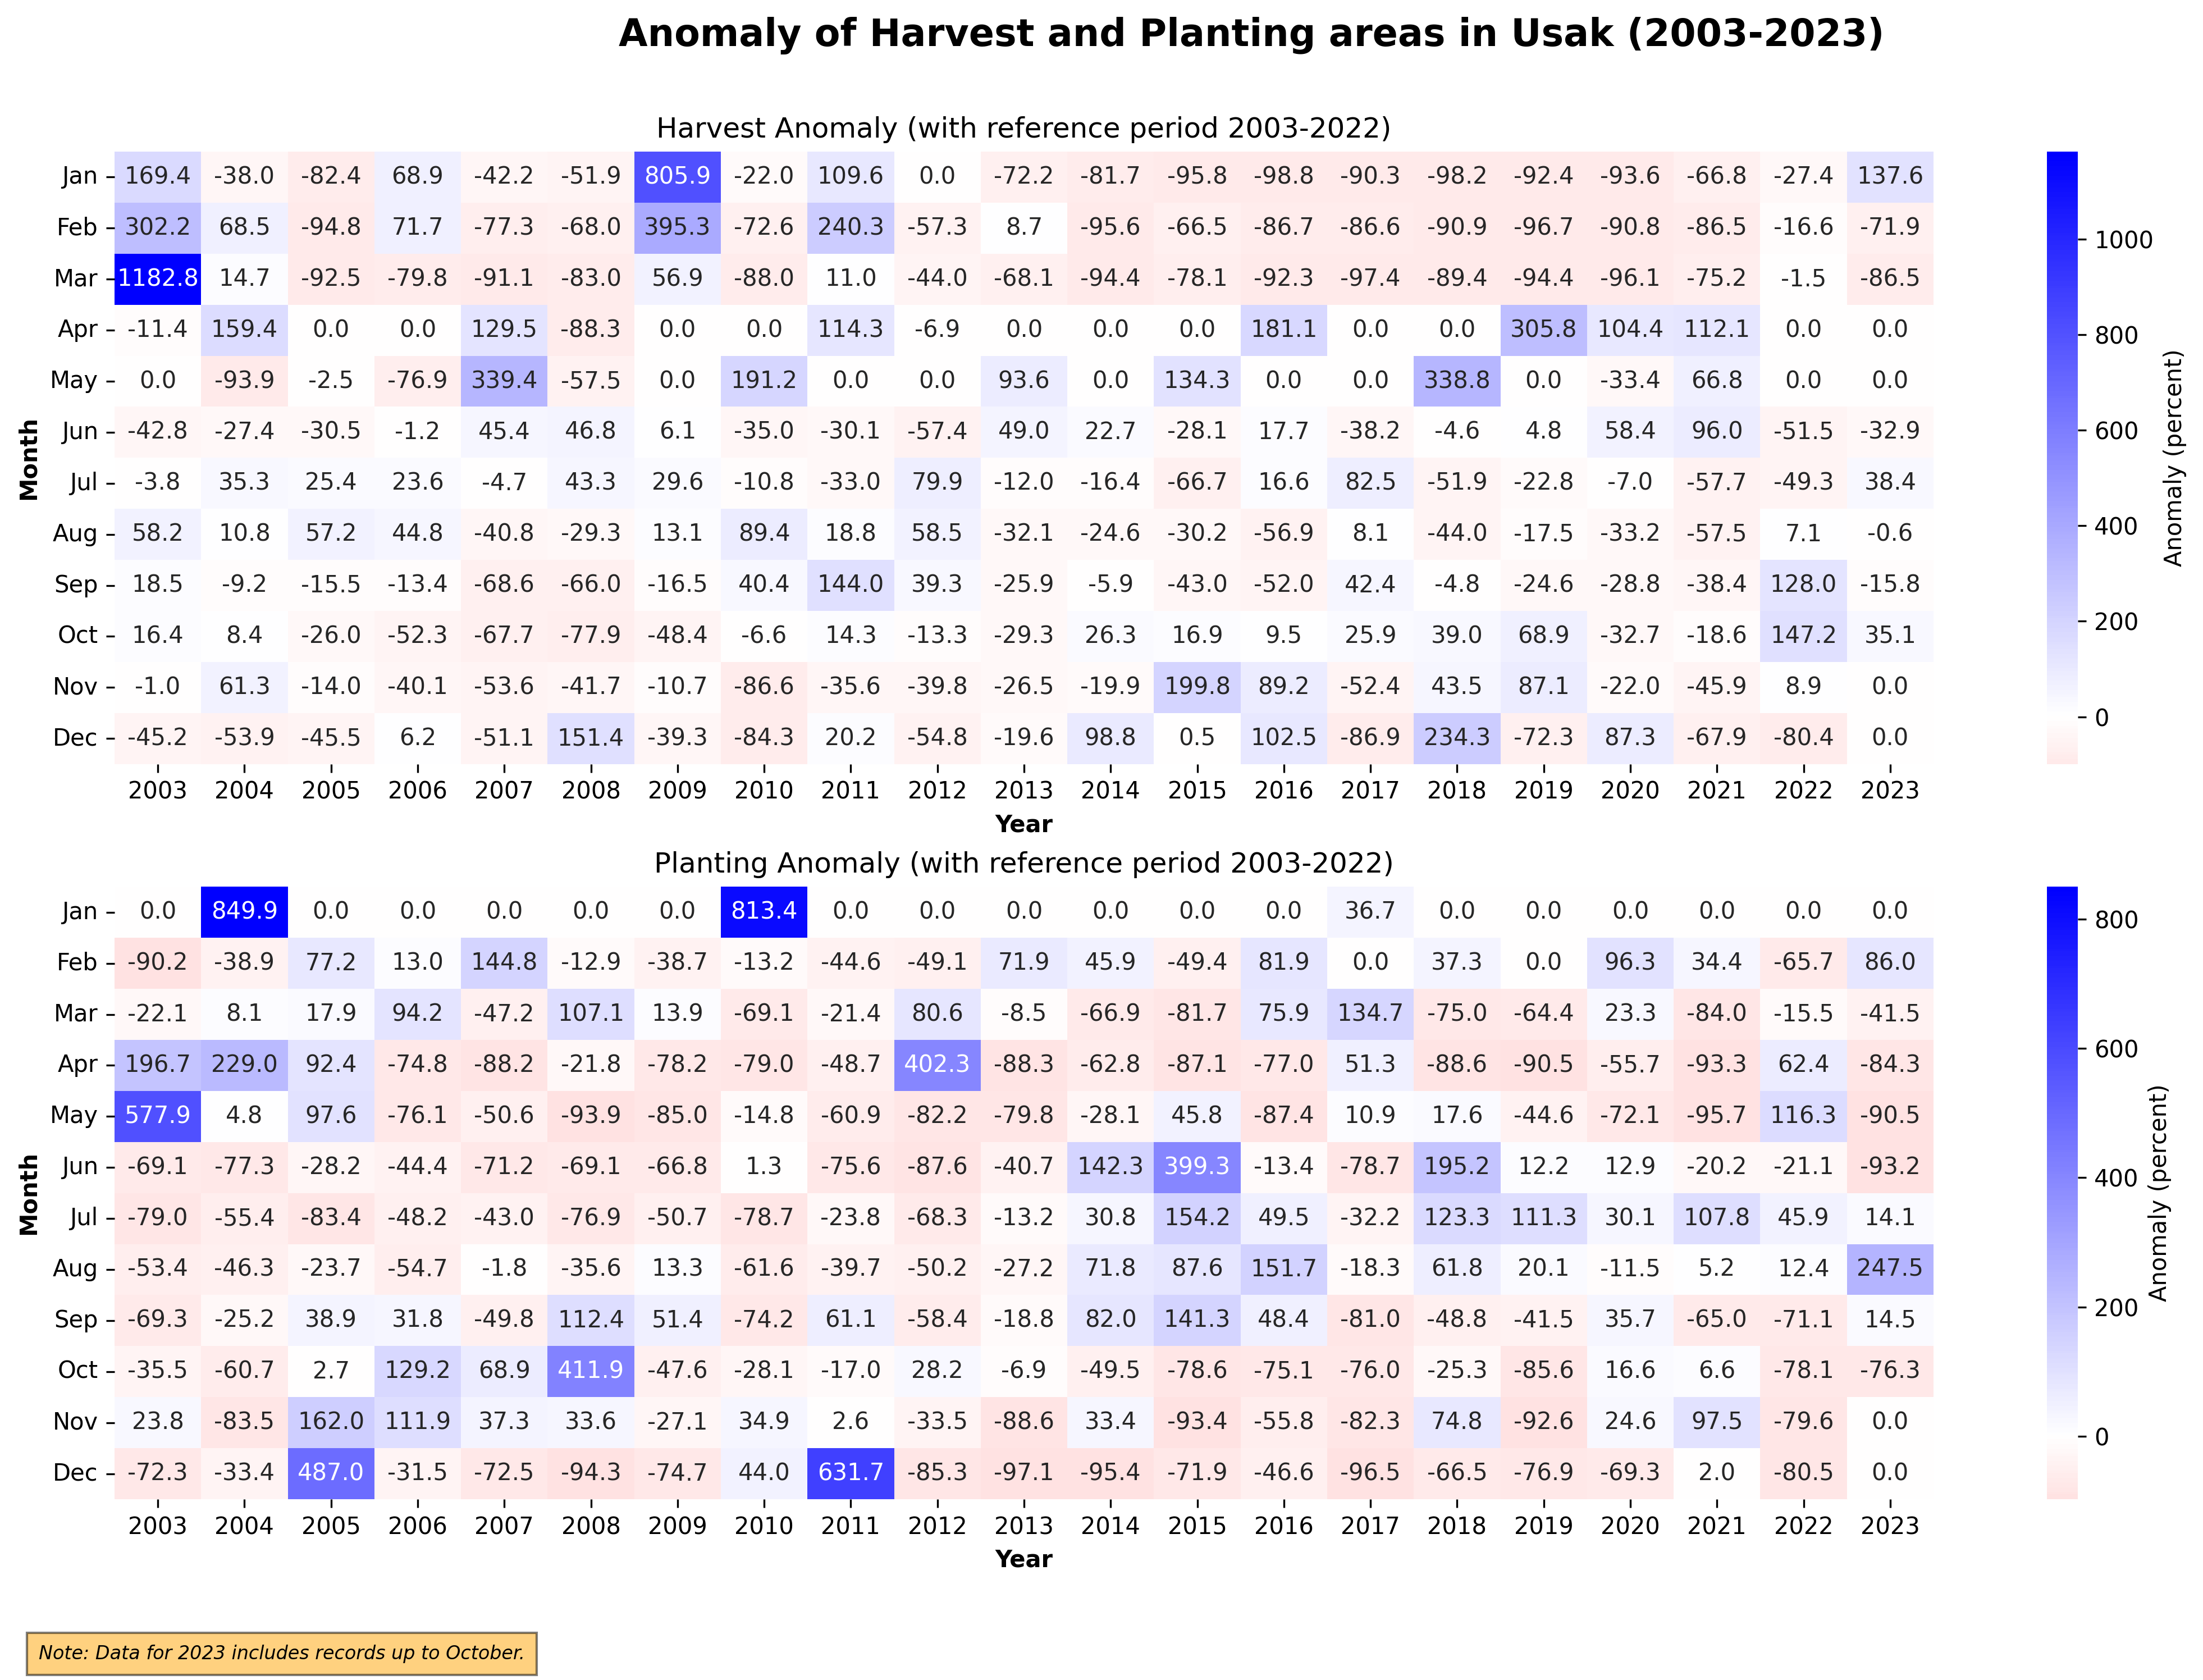 Anomaly of Harvest and Planting areas in Usak (2003-2023)
Harvest Anomaly (with reference period 2003-2022)
Month
Jan 169.4 -38.0 -82.4 68.9 -42.2 -51.9 805.9 -22.0 109.6 0.0 -72.2 -81.7 -95.8 -98.8 -90.3 -98.2 -92.4 -93.6 -66.8 -27.4 137.6
Feb 302.2 68.5 -94.8 71.7 -77.3 -68.0 395.3 -72.6 240.3 -57.3 8.7 -95.6 -66.5 -86.7 -86.6 -90.9 -96.7 -90.8 -86.5 -16.6 -71.9
Mar 1182.8 14.7 -92.5 -79.8 -91.1 -83.0 56.9 -88.0 11.0 -44.0 -68.1 -94.4 -78.1 -92.3 -97.4 -89.4 -94.4 -96.1 -75.2 -1.5 -86.5
Apr -11.4 159.4 0.0 0.0 129.5 -88.3 0.0 0.0 114.3 -6.9 0.0 0.0 0.0 181.1 0.0 0.0 305.8 104.4 112.1 0.0 0.0
May 0.0 -93.9 -2.5 -76.9 339.4 -57.5 0.0 191.2 0.0 0.0 93.6 0.0 134.3 0.0 0.0 338.8 0.0 -33.4 66.8 0.0 0.0
Jun -42.8 -27.4 -30.5 -1.2 45.4 46.8 6.1 -35.0 -30.1 -57.4 49.0 22.7 -28.1 17.7 -38.2 -4.6 4.8 58.4 96.0 -51.5 -32.9
Jul -3.8 35.3 25.4 23.6 -4.7 43.3 29.6 -10.8 -33.0 79.9 -12.0 -16.4 -66.7 16.6 82.5 -51.9 -22.8 -7.0 -57.7 -49.3 38.4
Aug 58.2 10.8 57.2 44.8 -40.8 -29.3 13.1 89.4 18.8 58.5 -32.1 -24.6 -30.2 -56.9 8.1 -44.0 -17.5 -33.2 -57.5 7.1 -0.6
Sep 18.5 -9.2 -15.5 -13.4 -68.6 -66.0 -16.5 40.4 144.0 39.3 -25.9 -5.9 -43.0 -52.0 42.4 -4.8 -24.6 -28.8 -38.4 128.0 -15.8
Oct 16.4 8.4 -26.0 -52.3 -67.7 -77.9 -48.4 -6.6 14.3 -13.3 -29.3 26.3 16.9 9.5 25.9 39.0 68.9 -32.7 -18.6 147.2 35.1
Nov -1.0 61.3 -14.0 -40.1 -53.6 -41.7 -10.7 -86.6 -35.6 -39.8 -26.5 -19.9 199.8 89.2 -52.4 43.5 87.1 -22.0 -45.9 8.9 0.0
Dec -45.2 -53.9 -45.5 6.2 -51.1 151.4 -39.3 -84.3 20.2 -54.8 -19.6 98.8 0.5 102.5 -86.9 234.3 -72.3 87.3 -67.9 -80.4 0.0
2003 2004 2005 2006 2007 2008 2009 2010 2011 2012 2013 2014 2015 2016 2017 2018 2019 2020 2021 2022 2023
Year
1000
800
600
400
200
0
Anomaly (percent)
Planting Anomaly (with reference period 2003-2022)
Month
Jan 0.0 849.9 0.0 0.0 0.0 0.0 0.0 813.4 0.0 0.0 0.0 0.0 0.0 0.0 36.7 0.0 0.0 0.0 0.0 0.0 0.0
Feb -90.2 -38.9 77.2 13.0 144.8 -12.9 -38.7 -13.2 -44.6 -49.1 71.9 45.9 -49.4 81.9 0.0 37.3 0.0 96.3 34.4 -65.7 86.0
Mar -22.1 8.1 17.9 94.2 -47.2 107.1 13.9 -69.1 -21.4 80.6 -8.5 -66.9 -81.7 75.9 134.7 -75.0 -64.4 23.3 -84.0 -15.5 -41.5
Apr 196.7 229.0 92.4 -74.8 -88.2 -21.8 -78.2 -79.0 -48.7 402.3 -88.3 -62.8 -87.1 -77.0 51.3 -88.6 -90.5 -55.7 -93.3 62.4 -84.3
May 577.9 4.8 97.6 -76.1 -50.6 -93.9 -85.0 -14.8 -60.9 -82.2 -79.8 -28.1 45.8 -87.4 10.9 17.6 -44.6 -72.1 -95.7 116.3 -90.5
Jun -69.1 -77.3 -28.2 -44.4 -71.2 -69.1 -66.8 1.3 -75.6 -87.6 -40.7 142.3 399.3 -13.4 -78.7 195.2 12.2 12.9 -20.2 -21.1 -93.2
Jul -79.0 -55.4 -83.4 -48.2 -43.0 -76.9 -50.7 -78.7 -23.8 -68.3 -13.2 30.8 154.2 49.5 -32.2 123.3 111.3 30.1 107.8 45.9 14.1
Aug -53.4 -46.3 -23.7 -54.7 -1.8 -35.6 13.3 -61.6 -39.7 -50.2 -27.2 71.8 87.6 151.7 -18.3 61.8 20.1 -11.5 5.2 12.4 247.5
Sep -69.3 -25.2 38.9 31.8 -49.8 112.4 51.4 -74.2 61.1 -58.4 -18.8 82.0 141.3 48.4 -81.0 -48.8 -41.5 35.7 -65.0 -71.1 14.5
Oct -35.5 -60.7 2.7 129.2 68.9 411.9 -47.6 -28.1 -17.0 28.2 -6.9 -49.5 -78.6 -75.1 -76.0 -25.3 -85.6 16.6 6.6 -78.1 -76.3
Nov 23.8 -83.5 162.0 111.9 37.3 33.6 -27.1 34.9 2.6 -33.5 -88.6 33.4 -93.4 -55.8 -82.3 74.8 -92.6 24.6 97.5 -79.6 0.0
Dec -72.3 -33.4 487.0 -31.5 -72.5 -94.3 -74.7 44.0 631.7 -85.3 -97.1 -95.4 -71.9 -46.6 -96.5 -66.5 -76.9 -69.3 2.0 -80.5 0.0
2003 2004 2005 2006 2007 2008 2009 2010 2011 2012 2013 2014 2015 2016 2017 2018 2019 2020 2021 2022 2023
Year
800
600
400
200
0
Anomaly (percent)
Note: Data for 2023 includes records up to October.